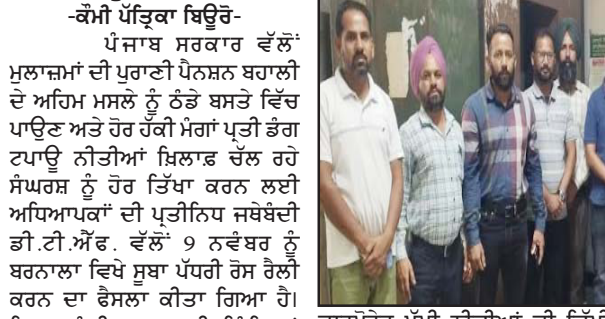 -ਕੌਮੀ ਪੱਤ੍ਰਿਕਾ ਬਿਊਰੋ-
ਪੰਜਾਬ ਸਰਕਾਰ ਵੱਲੋਂ
ਮੁਲਾਜ਼ਮਾਂ ਦੀ ਪੁਰਾਣੀ ਪੈਨਸ਼ਨ ਬਹਾਲੀ
ਦੇ ਅਹਿਮ ਮਸਲੇ ਨੂੰ ਠੰਡੇ ਬਸਤੇ ਵਿੱਚ
ਪਾਉਣ ਅਤੇ ਹੋਰ ਹੱਕੀ ਮੰਗਾਂ ਪ੍ਰਤੀ ਡੰਗ
ਟਪਾਊ ਨੀਤੀਆਂ ਖ਼ਿਲਾਫ਼ ਚੱਲ ਰਹੇ
ਸੰਘਰਸ਼ ਨੂੰ ਹੋਰ ਤਿੱਖਾ ਕਰਨ ਲਈ
ਅਧਿਆਪਕਾਂ ਦੀ ਪ੍ਰਤੀਨਿਧ ਜਥੇਬੰਦੀ
ਡੀ.ਟੀ.ਐੱਫ. ਵੱਲੋਂ 9 ਨਵੰਬਰ ਨੂੰ
ਬਰਨਾਲਾ ਵਿਖੇ ਸੂਬਾ ਪੱਧਰੀ ਰੋਸ ਰੈਲੀ
ਕਰਨ ਦਾ ਫੈਸਲਾ ਕੀਤਾ ਗਿਆ ਹੈ।